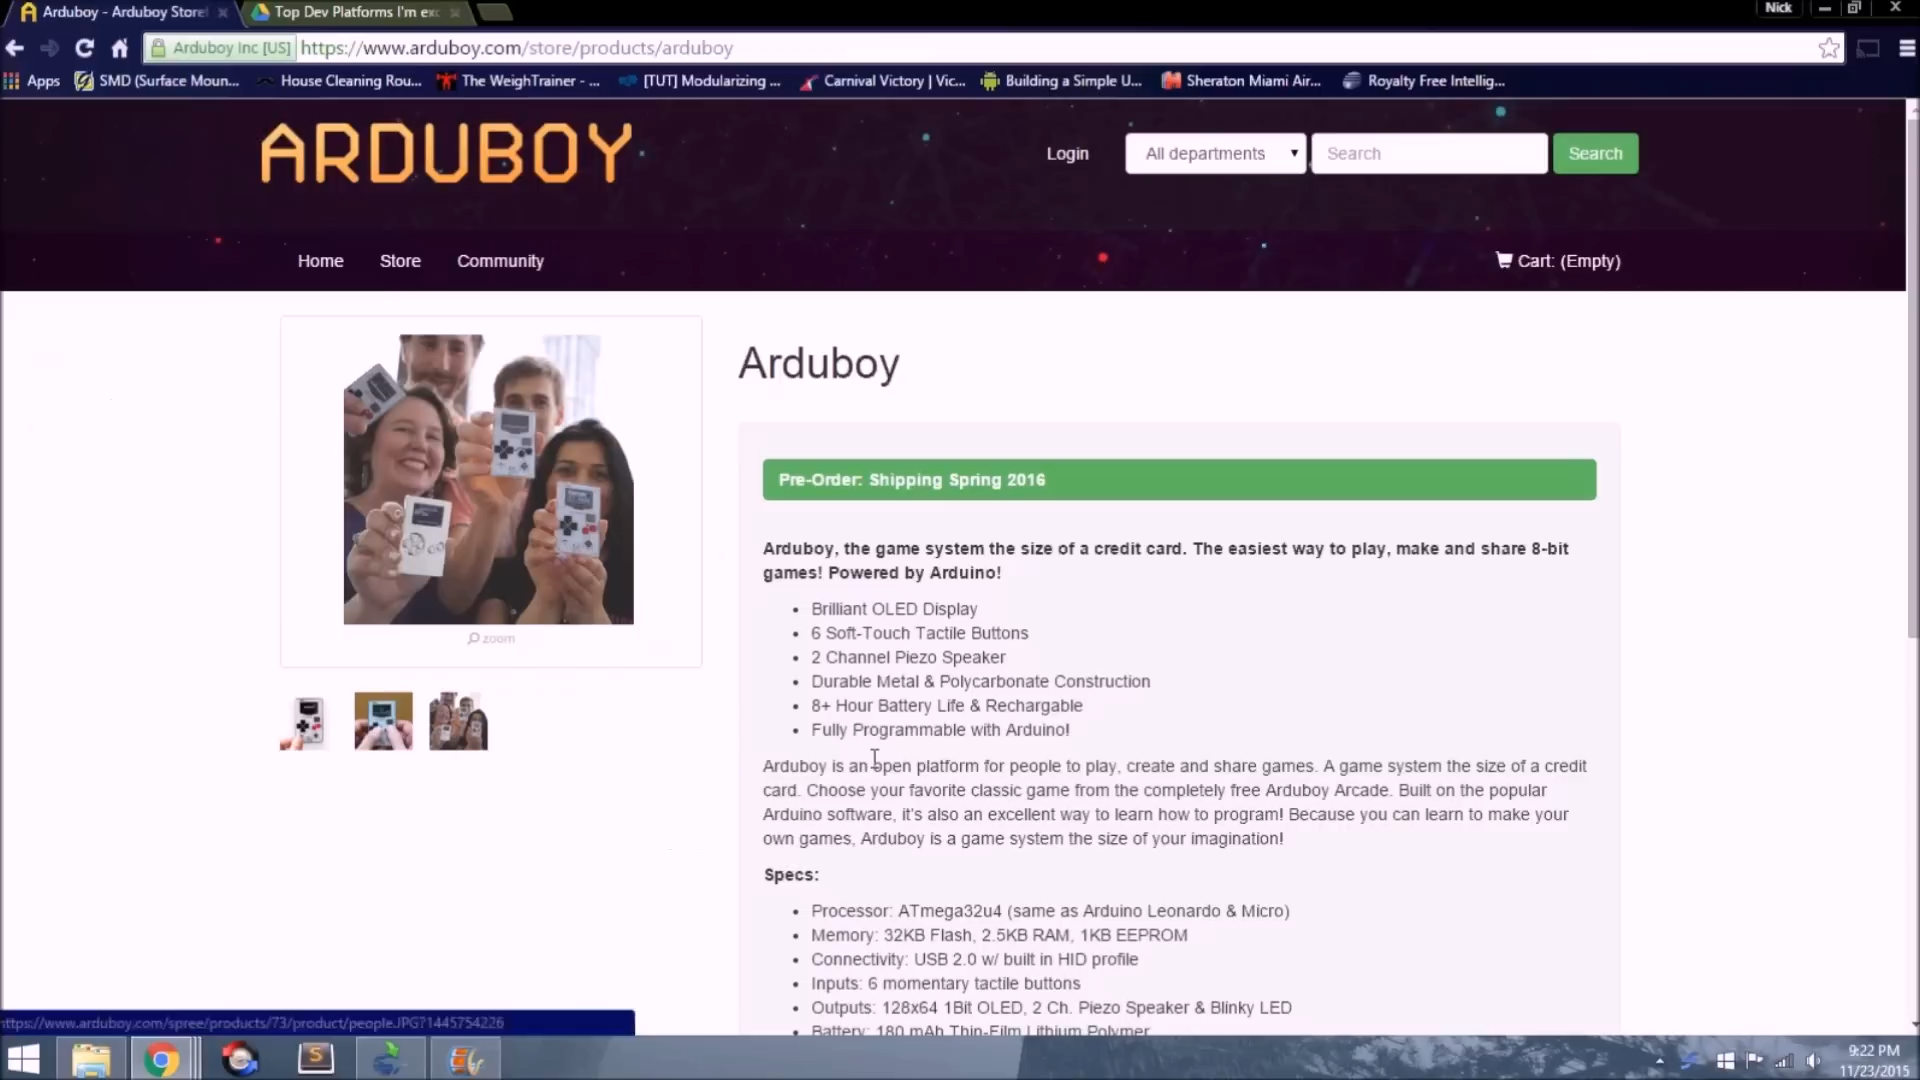 Arduboy - Arduboy Store
Top Dev Platforms I'm exc
Nick
Arduboy Inc [US]
https://www.arduboy.com/store/products/arduboy
Apps
SMD (Surface Moun...
House Cleaning Rou...
The WeighTrainer - ...
[TUT] Modularizing ...
Carnival Victory | Vic...
Building a Simple U...
Sheraton Miami Air...
Royalty Free Intellig...
ARDUBOY
Login
All departments
Search
Search
Home
Store
Community
Cart: (Empty)
zoom
Arduboy
Pre-Order: Shipping Spring 2016
Arduboy, the game system the size of a credit card. The easiest way to play, make and share 8-bit
games! Powered by Arduino!
• Brilliant OLED Display
• 6 Soft-Touch Tactile Buttons
• 2 Channel Piezo Speaker
• Durable Metal & Polycarbonate Construction
• 8+ Hour Battery Life & Rechargable
• Fully Programmable with Arduino!
Arduboy is an open platform for people to play, create and share games. A game system the size of a credit
card. Choose your favorite classic game from the completely free Arduboy Arcade. Built on the popular
Arduino software, it's also an excellent way to learn how to program! Because you can learn to make your
own games, Arduboy is a game system the size of your imagination!
Specs:
• Processor: ATmega32u4 (same as Arduino Leonardo & Micro)
• Memory: 32KB Flash, 2.5KB RAM, 1KB EEPROM
• Connectivity: USB 2.0 w/ built in HID profile
• Inputs: 6 momentary tactile buttons
• Outputs: 128x64 1Bit OLED, 2 Ch. Piezo Speaker & Blinky LED
• Battery: 180 mAh Thin-Film Lithium Polymer
https://www.arduboy.com/spree/products/73/product/people.JPG?1445754226
9:22 PM
11/23/2015